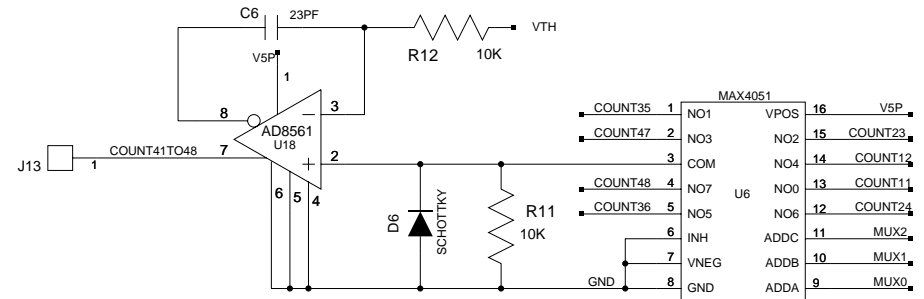 C6
23PF
VTH
V5P
R12
10K
1
3
8
AD8561
U18
2
7
COUNT41TO48
J13
1
6
5
4
D6
SCHOTTKY
R11
10K
MAX4051
COUNT35 1 NO1 VPOS 16 V5P
COUNT47 2 NO3 NO2 15 COUNT23
3 COM NO4 14 COUNT12
COUNT48 4 NO7 NO0 13 COUNT11
U6
COUNT36 5 NO5 NO6 12 COUNT24
6 INH ADDC 11 MUX2
7 VNEG ADDB 10 MUX1
GND 8 GND ADDA 9 MUX0